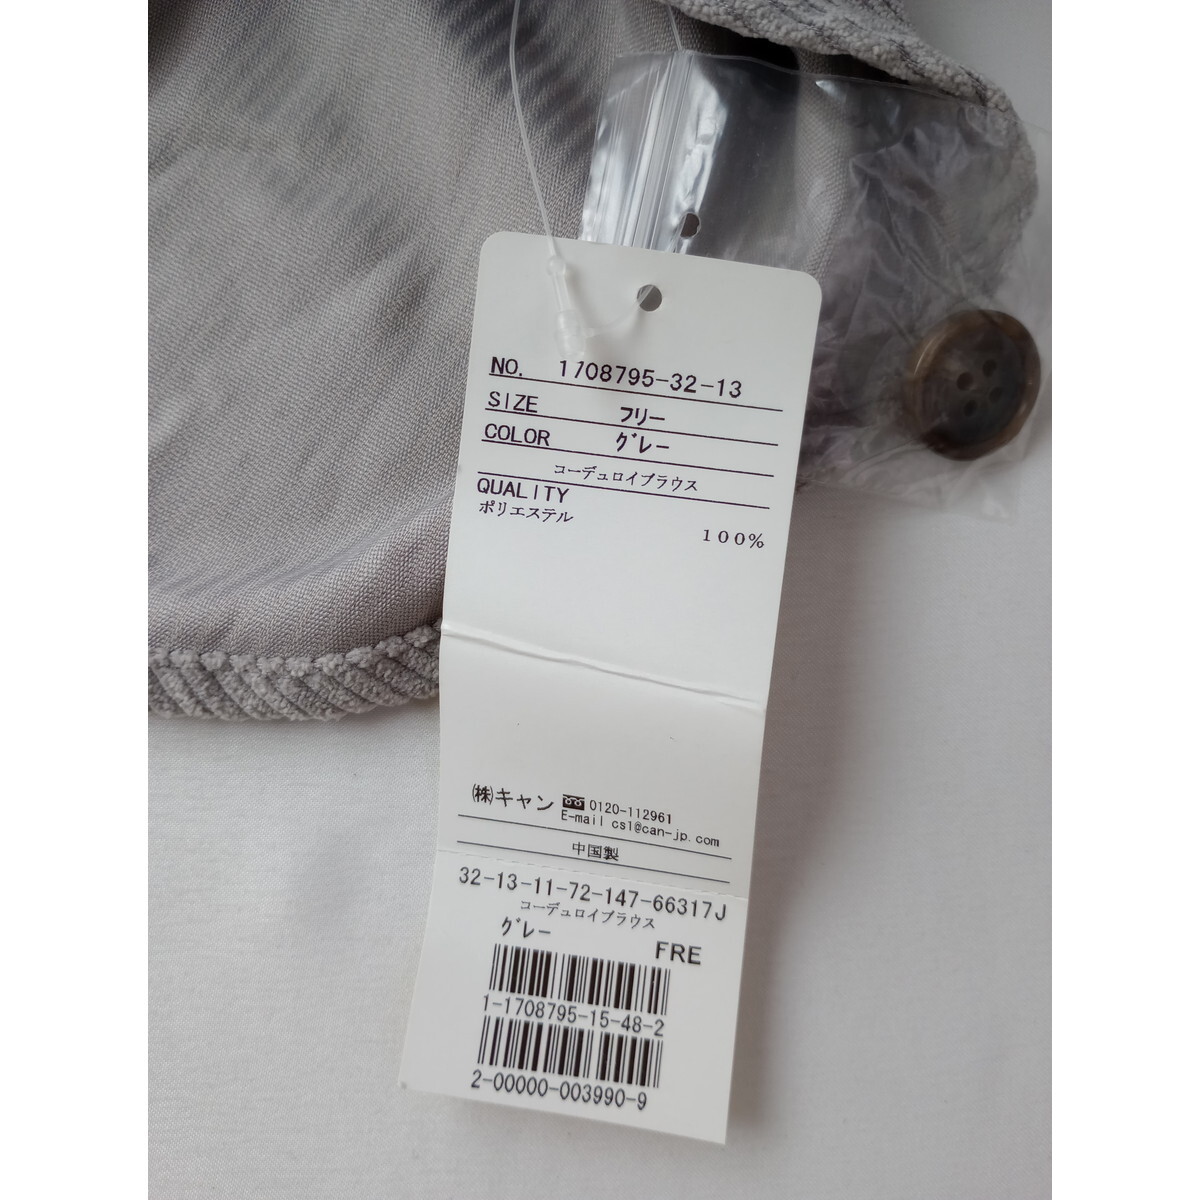 NO. 1708795-32-13
SIZE フリー
COLOR グレー
コーデュロイブラウス
QUALITY
ポリエステル
100%
㈱キャン 0120-112961
E-mail cs1@can-jp.com
中国製
32-13-11-72-147-66317J
コーデュロイブラウス
グレー
FRE
1-1708795-15-48-2
2-00000-003990-9